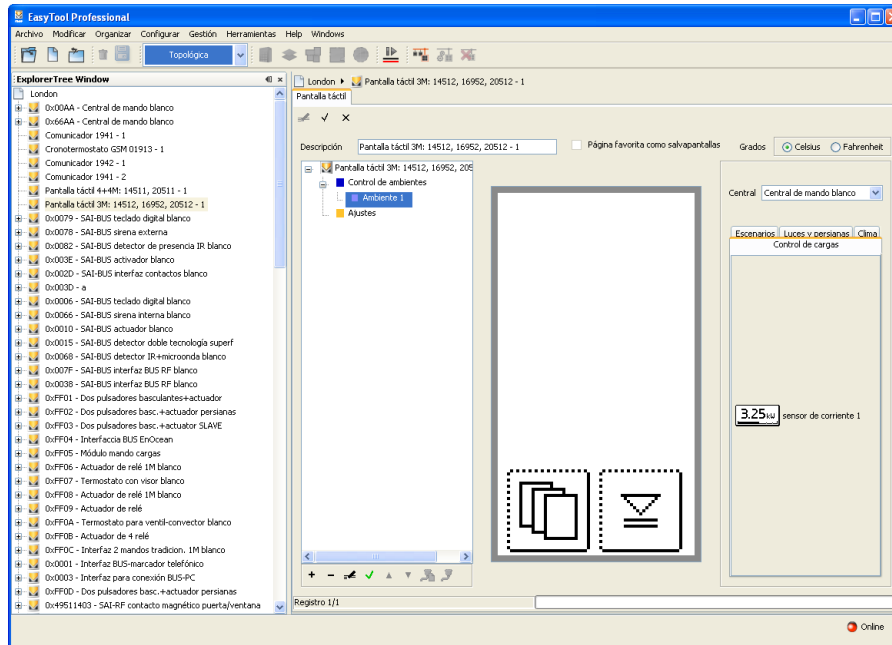 EasyTool Professional
Archivo Modificar Organizar Configurar Gestión Herramientas Help Windows
Topológica
ExplorerTree Window
London
0x00AA - Central de mando blanco
0x66AA - Central de mando blanco
Comunicador 1941 - 1
Cronotermostato GSM 01913 - 1
Comunicador 1942 - 1
Comunicador 1941 - 2
Pantalla táctil 4+4M: 14511, 20511 - 1
Pantalla táctil 3M: 14512, 16952, 20512 - 1
0x0079 - SAI-BUS teclado digital blanco
0x0078 - SAI-BUS sirena externa
0x0082 - SAI-BUS detector de presencia IR blanco
0x003E - SAI-BUS activador blanco
0x002D - SAI-BUS interfaz contactos blanco
0x003D - a
0x0006 - SAI-BUS teclado digital blanco
0x0066 - SAI-BUS sirena interna blanco
0x0010 - SAI-BUS actuador blanco
0x0015 - SAI-BUS detector doble tecnología superf
0x0068 - SAI-BUS detector IR+microonda blanco
0x007F - SAI-BUS interfaz BUS RF blanco
0x0038 - SAI-BUS interfaz BUS RF blanco
0xFF01 - Dos pulsadores basculantes+actuador
0xFF02 - Dos pulsadores basc.+actuador persianas
0xFF03 - Dos pulsadores basc.+actuator SLAVE
0xFF04 - Interfaccia BUS EnOcean
0xFF05 - Módulo mando cargas
0xFF06 - Actuador de relé 1M blanco
0xFF07 - Termostato con visor blanco
0xFF08 - Actuador de relé 1M blanco
0xFF09 - Actuador de relé
0xFF0A - Termostato para ventil-convector blanco
0xFF0B - Actuador de 4 relé
0xFF0C - Interfaz 2 mandos tradicion. 1M blanco
0x0001 - Interfaz BUS-marcador telefónico
0x0003 - Interfaz para conexión BUS-PC
0xFF0D - Dos pulsadores basc.+actuador persianas
0x49511403 - SAI-RF contacto magnético puerta/ventana
London Pantalla táctil 3M: 14512, 16952, 20512 - 1
Pantalla táctil
Descripción Pantalla táctil 3M: 14512, 16952, 20512 - 1 Página favorita como salvapantallas Grados Celsius Fahrenheit
Pantalla táctil 3M: 14512, 16952, 205
Control de ambientes
Ambiente 1
Ajustes
Central Central de mando blanco
Escenarios Luces y persianas Clima
Control de cargas
3.25kW sensor de corriente 1
Registro 1/1
Online